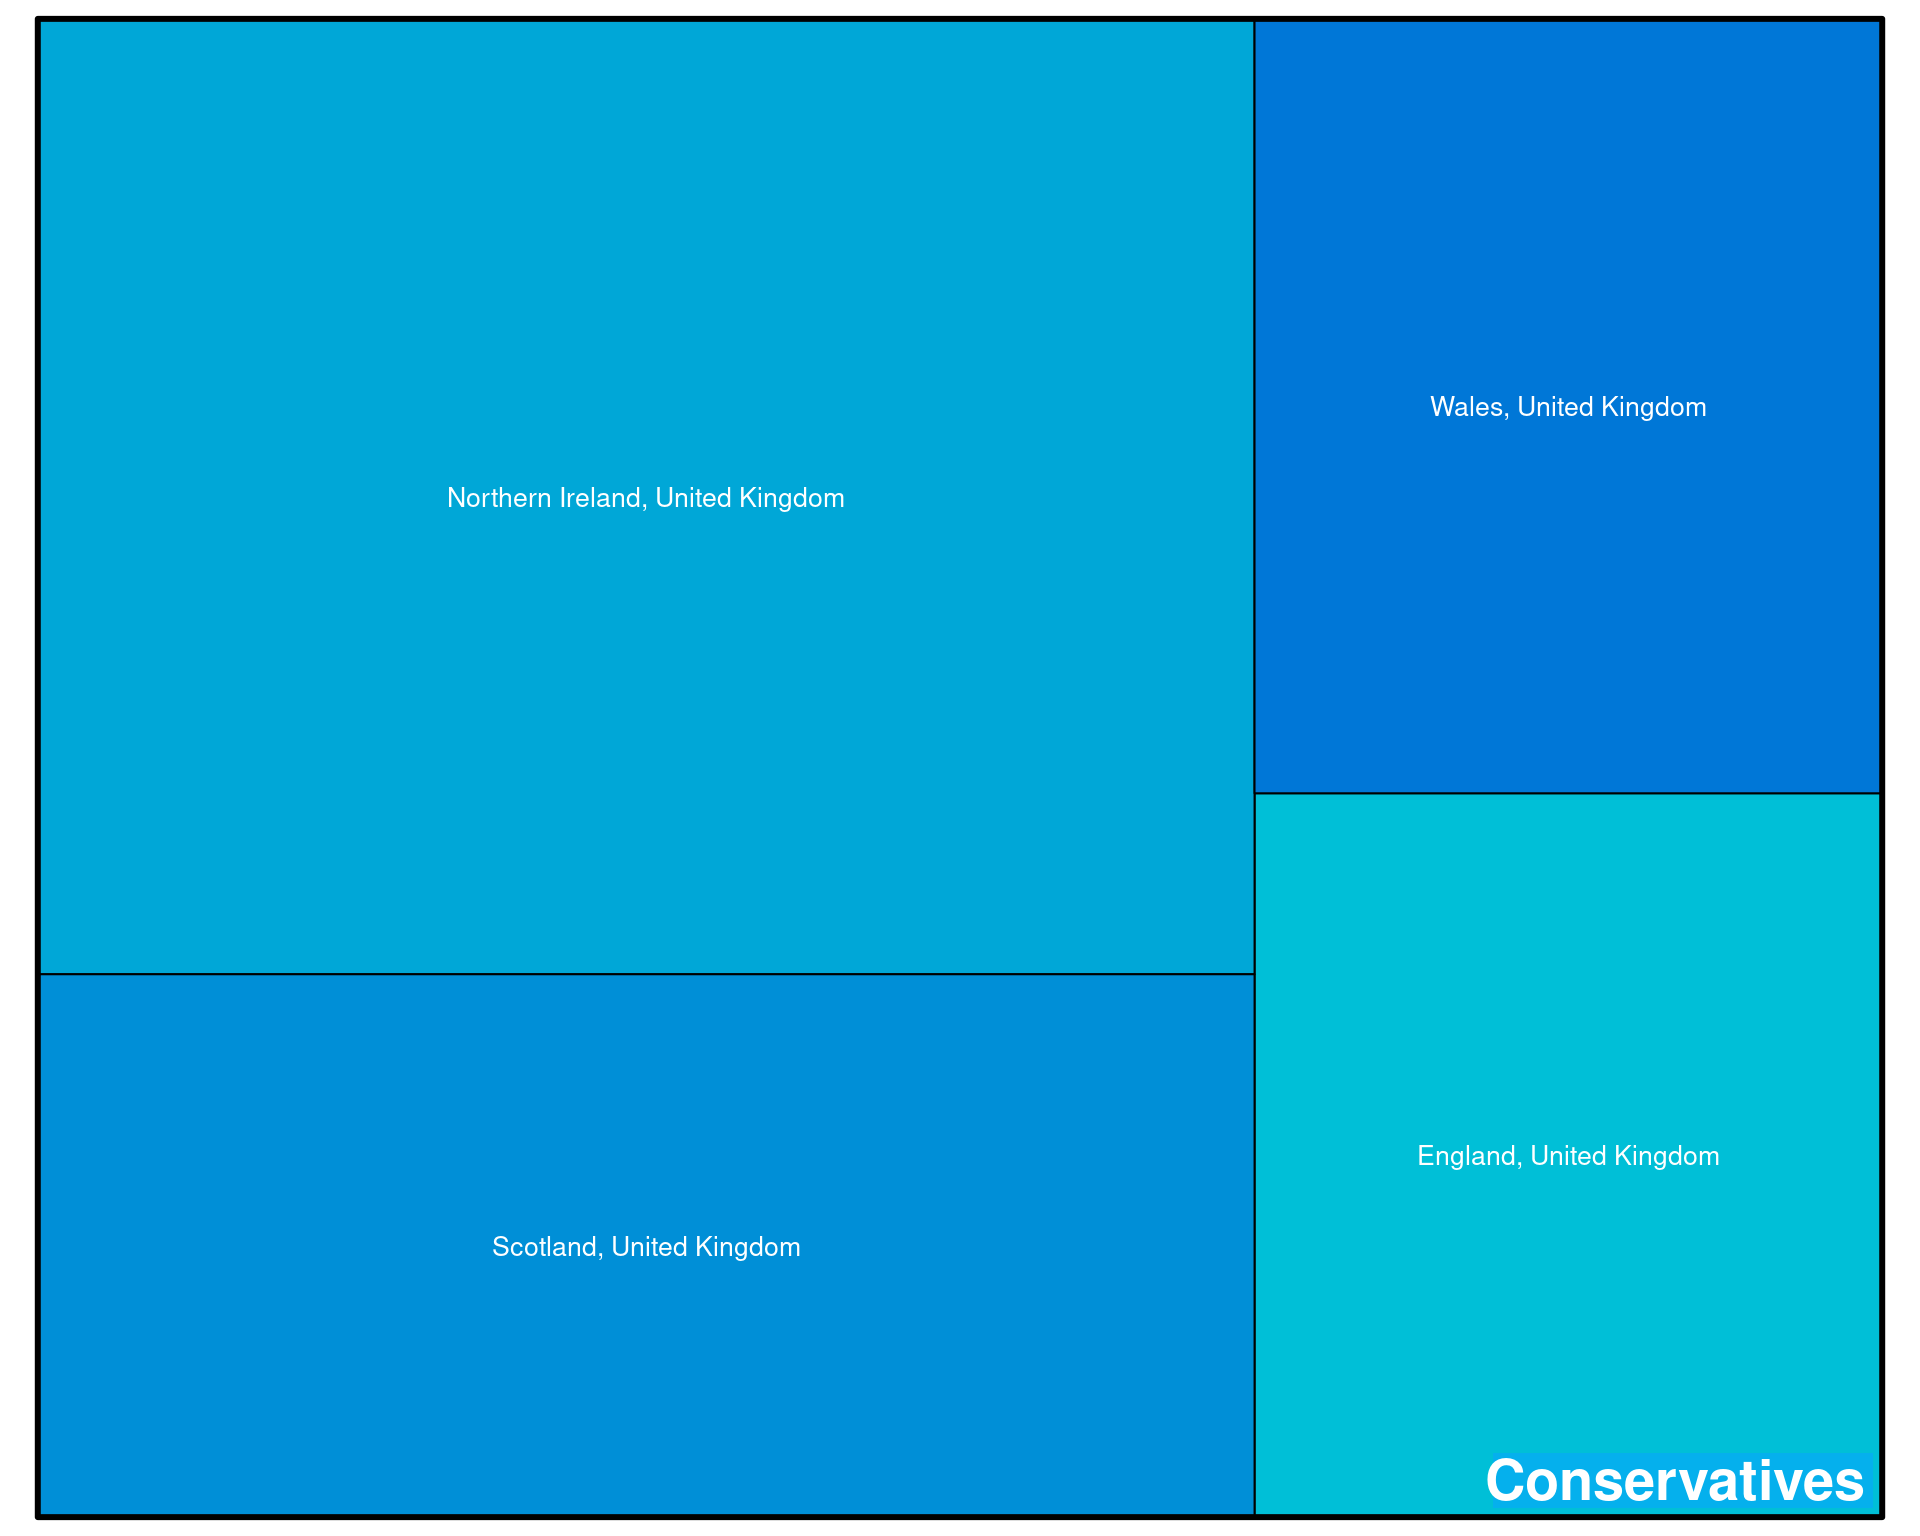 Northern Ireland, United Kingdom
Wales, United Kingdom
Scotland, United Kingdom
England, United Kingdom
Conservatives